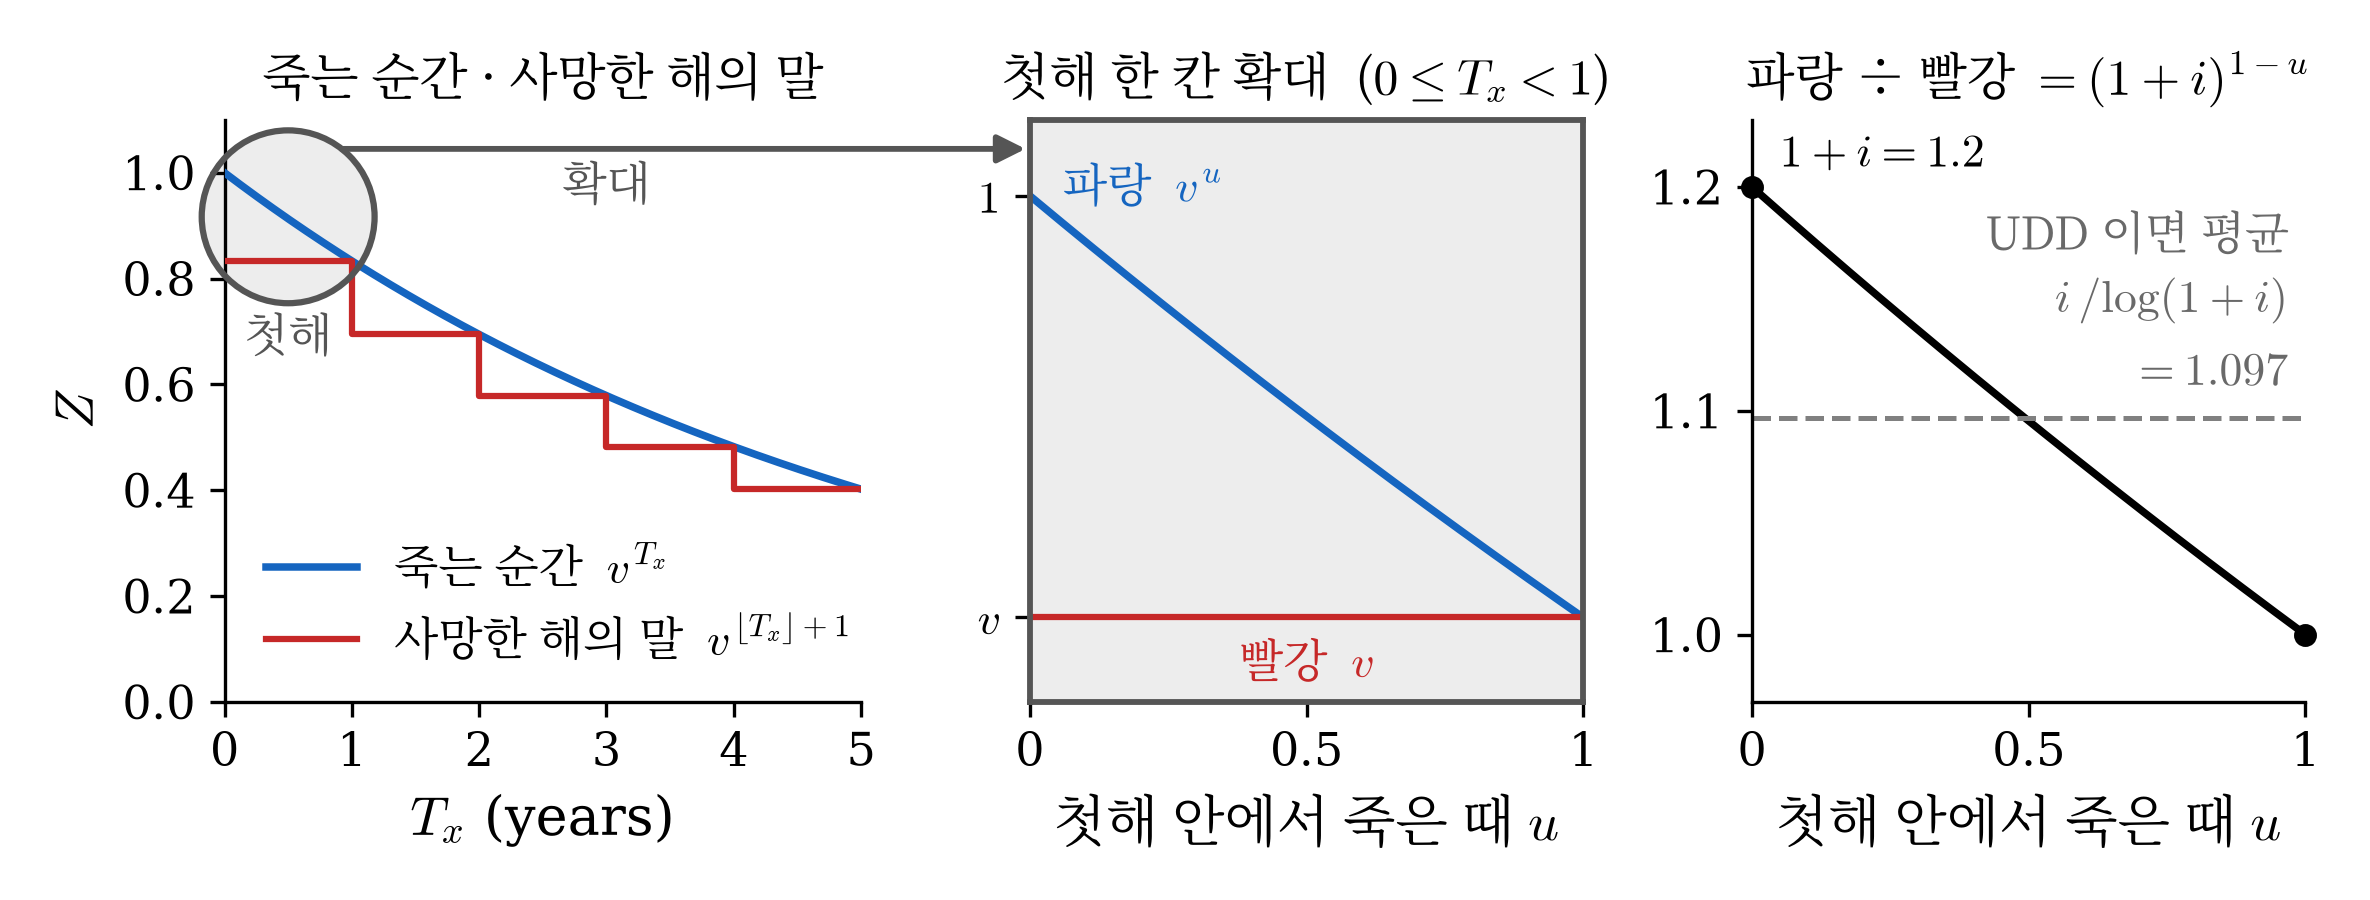 죽는 순간 · 사망한 해의 말
1.0
0.8
0.6
0.4
0.2
0.0
Z
확대
첫해
죽는 순간 v^{T_x}
사망한 해의 말 v^{⌊T_x⌋+1}
0 1 2 3 4 5
T_x (years)
첫해 한 칸 확대 (0 ≤ T_x < 1)
1
v
파랑 v^u
빨강 v
0 0.5 1
첫해 안에서 죽은 때 u
파랑 ÷ 빨강 = (1 + i)^{1 − u}
1 + i = 1.2
1.2
1.1
1.0
UDD 이면 평균
i /log(1 + i)
= 1.097
0 0.5 1
첫해 안에서 죽은 때 u